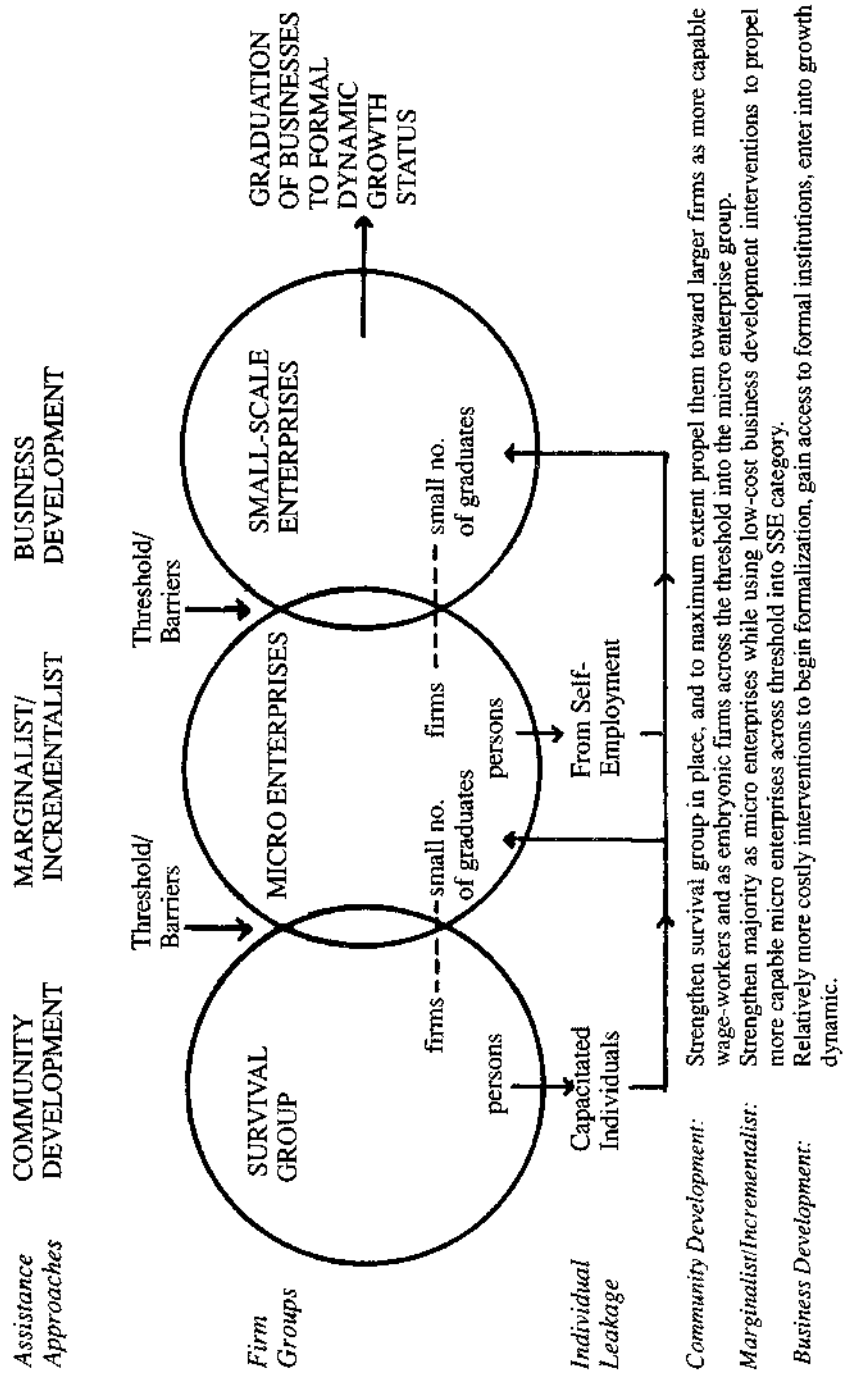 Assistance
Approaches
COMMUNITY
DEVELOPMENT
MARGINALIST/
INCREMENTALIST
BUSINESS
DEVELOPMENT
Threshold/
Barriers
Threshold/
Barriers
Firm
Groups
SURVIVAL
GROUP
MICRO ENTERPRISES
SMALL-SCALE
ENTERPRISES
GRADUATION
OF BUSINESSES
TO FORMAL
DYNAMIC
GROWTH
STATUS
firms
small no.
of graduates
firms
small no.
of graduates
persons
persons
Individual
Leakage
Capacitated
Individuals
From Self-
Employment
Community Development: Strengthen survival group in place, and to maximum extent propel them toward larger firms as more capable
wage-workers and as embryonic firms across the threshold into the micro enterprise group.
Marginalist/Incrementalist: Strengthen majority as micro enterprises while using low-cost business development interventions to propel
more capable micro enterprises across threshold into SSE category.
Business Development: Relatively more costly interventions to begin formalization, gain access to formal institutions, enter into growth
dynamic.